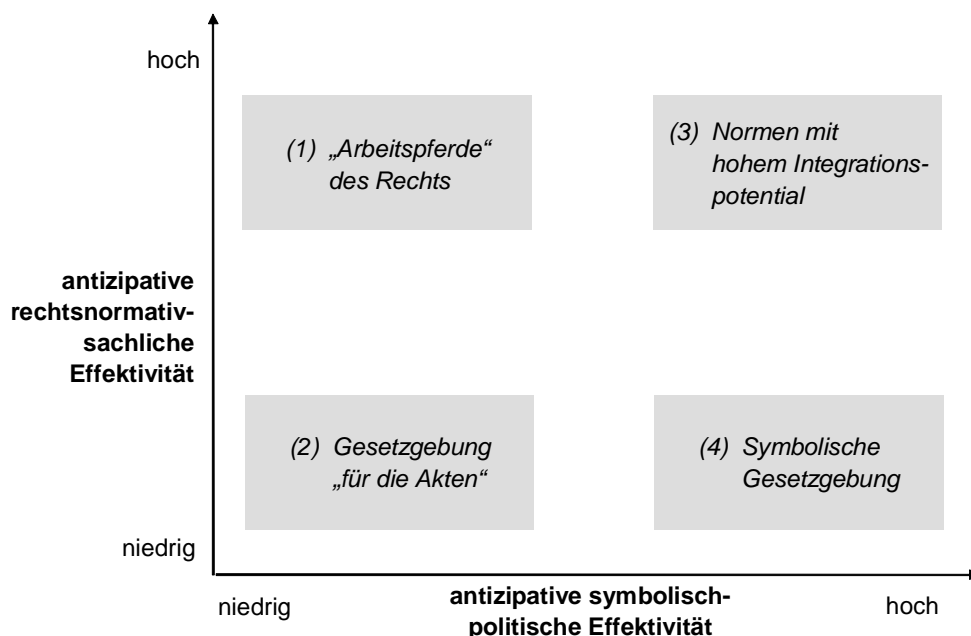 hoch
(1) „Arbeitspferde“
des Rechts
(3) Normen mit
hohem Integrations-
potential
antizipative
rechtsnormativ-
sachliche
Effektivität
(2) Gesetzgebung
„für die Akten“
(4) Symbolische
Gesetzgebung
niedrig
niedrig
antizipative symbolisch-
politische Effektivität
hoch